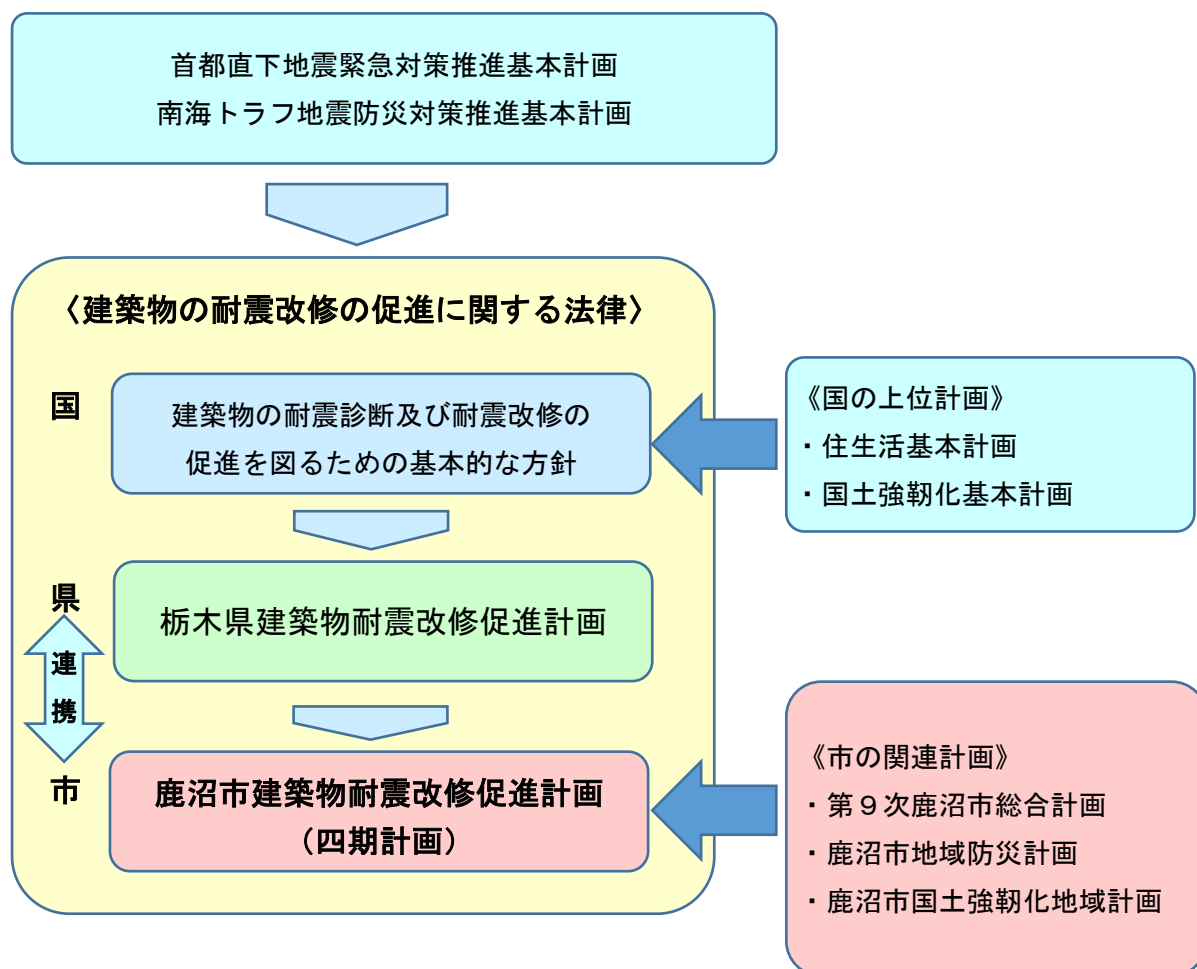 首都直下地震緊急対策推進基本計画
南海トラフ地震防災対策推進基本計画
〈建築物の耐震改修の促進に関する法律〉
国
建築物の耐震診断及び耐震改修の
促進を図るための基本的な方針
《国の上位計画》
・住生活基本計画
・国土強靭化基本計画
県
栃木県建築物耐震改修促進計画
連
携
市
鹿沼市建築物耐震改修促進計画
（四期計画）
《市の関連計画》
・第９次鹿沼市総合計画
・鹿沼市地域防災計画
・鹿沼市国土強靭化地域計画